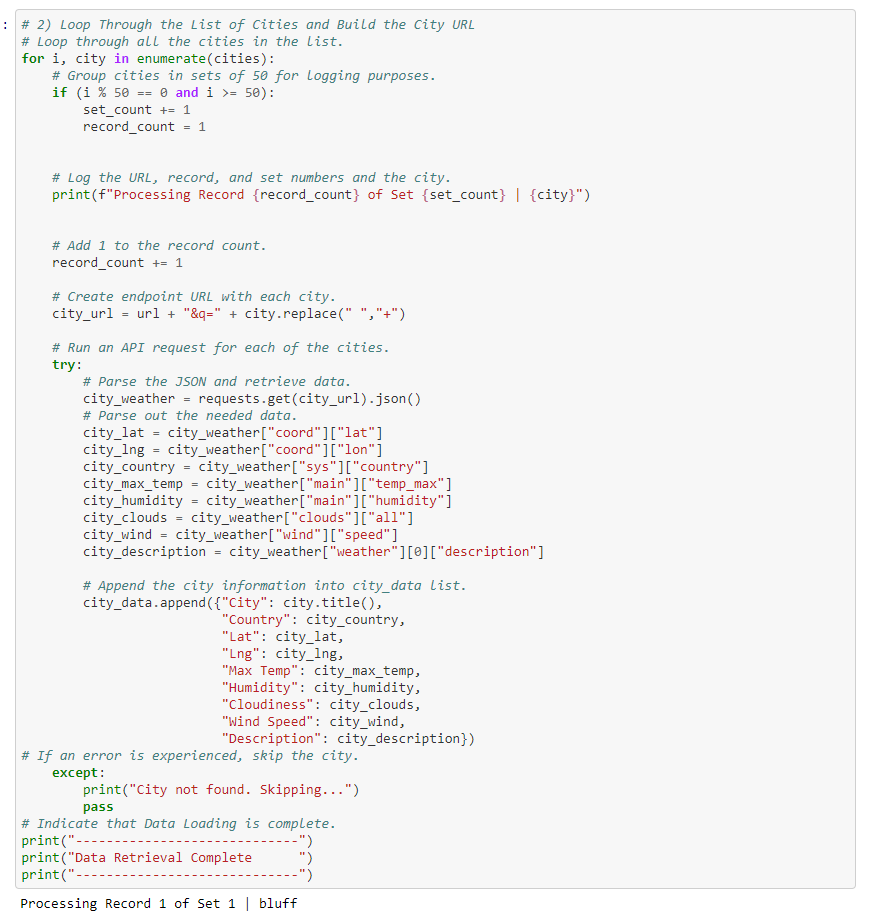 : # 2) Loop Through the List of Cities and Build the City URL
# Loop through all the cities in the list.
for i, city in enumerate(cities):
    # Group cities in sets of 50 for logging purposes.
    if (i % 50 == 0 and i >= 50):
        set_count += 1
        record_count = 1
    # Log the URL, record, and set numbers and the city.
    print(f"Processing Record {record_count} of Set {set_count} | {city}")
    # Add 1 to the record count.
    record_count += 1
    # Create endpoint URL with each city.
    city_url = url + "&q=" + city.replace(" ","+")
    # Run an API request for each of the cities.
    try:
        # Parse the JSON and retrieve data.
        city_weather = requests.get(city_url).json()
        # Parse out the needed data.
        city_lat = city_weather["coord"]["lat"]
        city_lng = city_weather["coord"]["lon"]
        city_country = city_weather["sys"]["country"]
        city_max_temp = city_weather["main"]["temp_max"]
        city_humidity = city_weather["main"]["humidity"]
        city_clouds = city_weather["clouds"]["all"]
        city_wind = city_weather["wind"]["speed"]
        city_description = city_weather["weather"][0]["description"]
        # Append the city information into city_data list.
        city_data.append({"City": city.title(),
                          "Country": city_country,
                          "Lat": city_lat,
                          "Lng": city_lng,
                          "Max Temp": city_max_temp,
                          "Humidity": city_humidity,
                          "Cloudiness": city_clouds,
                          "Wind Speed": city_wind,
                          "Description": city_description})
# If an error is experienced, skip the city.
    except:
        print("City not found. Skipping...")
        pass
# Indicate that Data Loading is complete.
print("-----------------------------")
print("Data Retrieval Complete      ")
print("-----------------------------")
Processing Record 1 of Set 1 | bluff